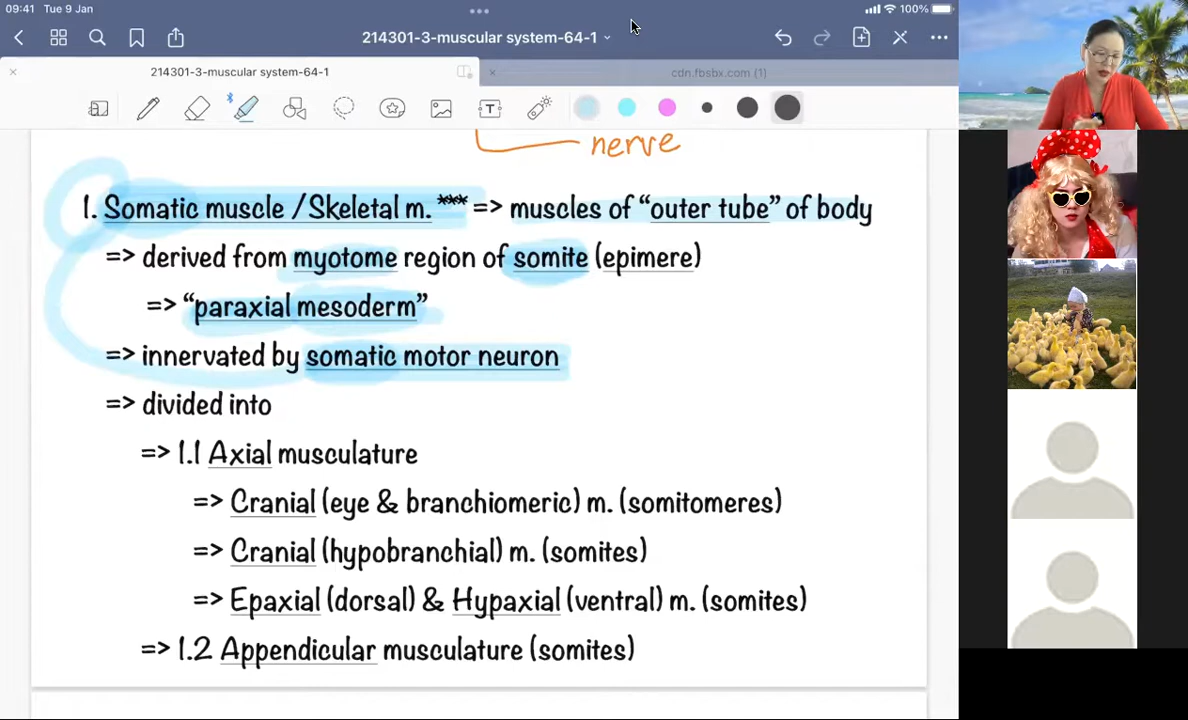 09:41 Tue 9 Jan
100%
214301-3-muscular system-64-1
214301-3-muscular system-64-1
cdn.fbsbx.com (1)
T
nerve
1. Somatic muscle / Skeletal m. *** => muscles of “outer tube” of body
=> derived from myotome region of somite (epimere)
=> “paraxial mesoderm”
=> innervated by somatic motor neuron
=> divided into
=> 1.1 Axial musculature
=> Cranial (eye & branchiomeric) m. (somitomeres)
=> Cranial (hypobranchial) m. (somites)
=> Epaxial (dorsal) & Hypaxial (ventral) m. (somites)
=> 1.2 Appendicular musculature (somites)